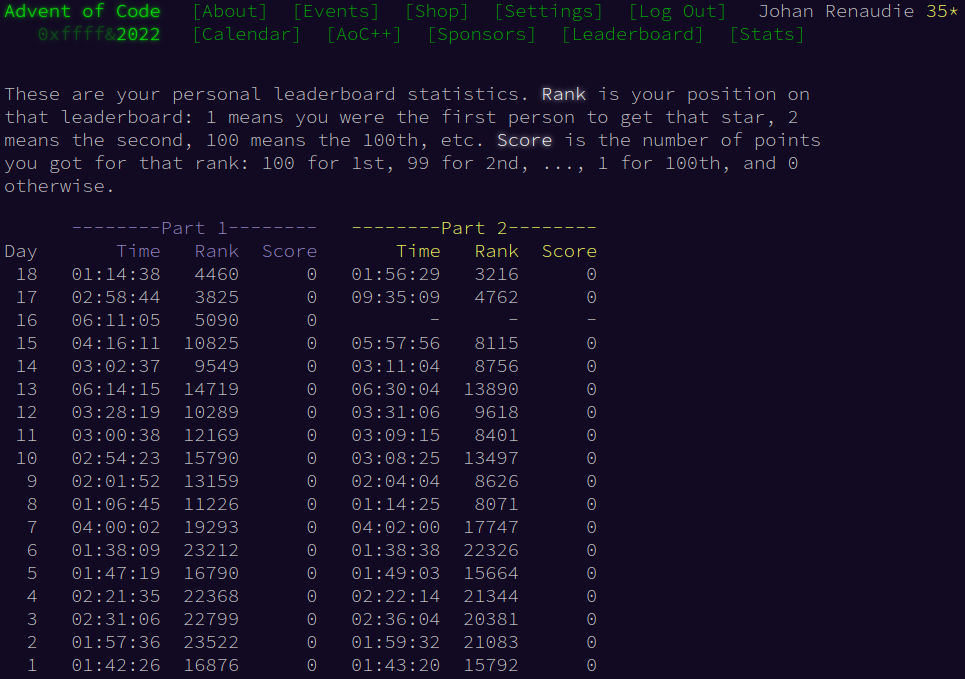 Advent of Code [About] [Events] [Shop] [Settings] [Log Out] Johan Renaudie 35*
0xffff&2022 [Calendar] [AoC++] [Sponsors] [Leaderboard] [Stats]
These are your personal leaderboard statistics. Rank is your position on
that leaderboard: 1 means you were the first person to get that star, 2
means the second, 100 means the 100th, etc. Score is the number of points
you got for that rank: 100 for 1st, 99 for 2nd, ..., 1 for 100th, and 0
otherwise.
--------Part 1-------- --------Part 2--------
Day Time Rank Score Time Rank Score
18 01:14:38 4460 0 01:56:29 3216 0
17 02:58:44 3825 0 09:35:09 4762 0
16 06:11:05 5090 0 - - -
15 04:16:11 10825 0 05:57:56 8115 0
14 03:02:37 9549 0 03:11:04 8756 0
13 06:14:15 14719 0 06:30:04 13890 0
12 03:28:19 10289 0 03:31:06 9618 0
11 03:00:38 12169 0 03:09:15 8401 0
10 02:54:23 15790 0 03:08:25 13497 0
9 02:01:52 13159 0 02:04:04 8626 0
8 01:06:45 11226 0 01:14:25 8071 0
7 04:00:02 19293 0 04:02:00 17747 0
6 01:38:09 23212 0 01:38:38 22326 0
5 01:47:19 16790 0 01:49:03 15664 0
4 02:21:35 22368 0 02:22:14 21344 0
3 02:31:06 22799 0 02:36:04 20381 0
2 01:57:36 23522 0 01:59:32 21083 0
1 01:42:26 16876 0 01:43:20 15792 0